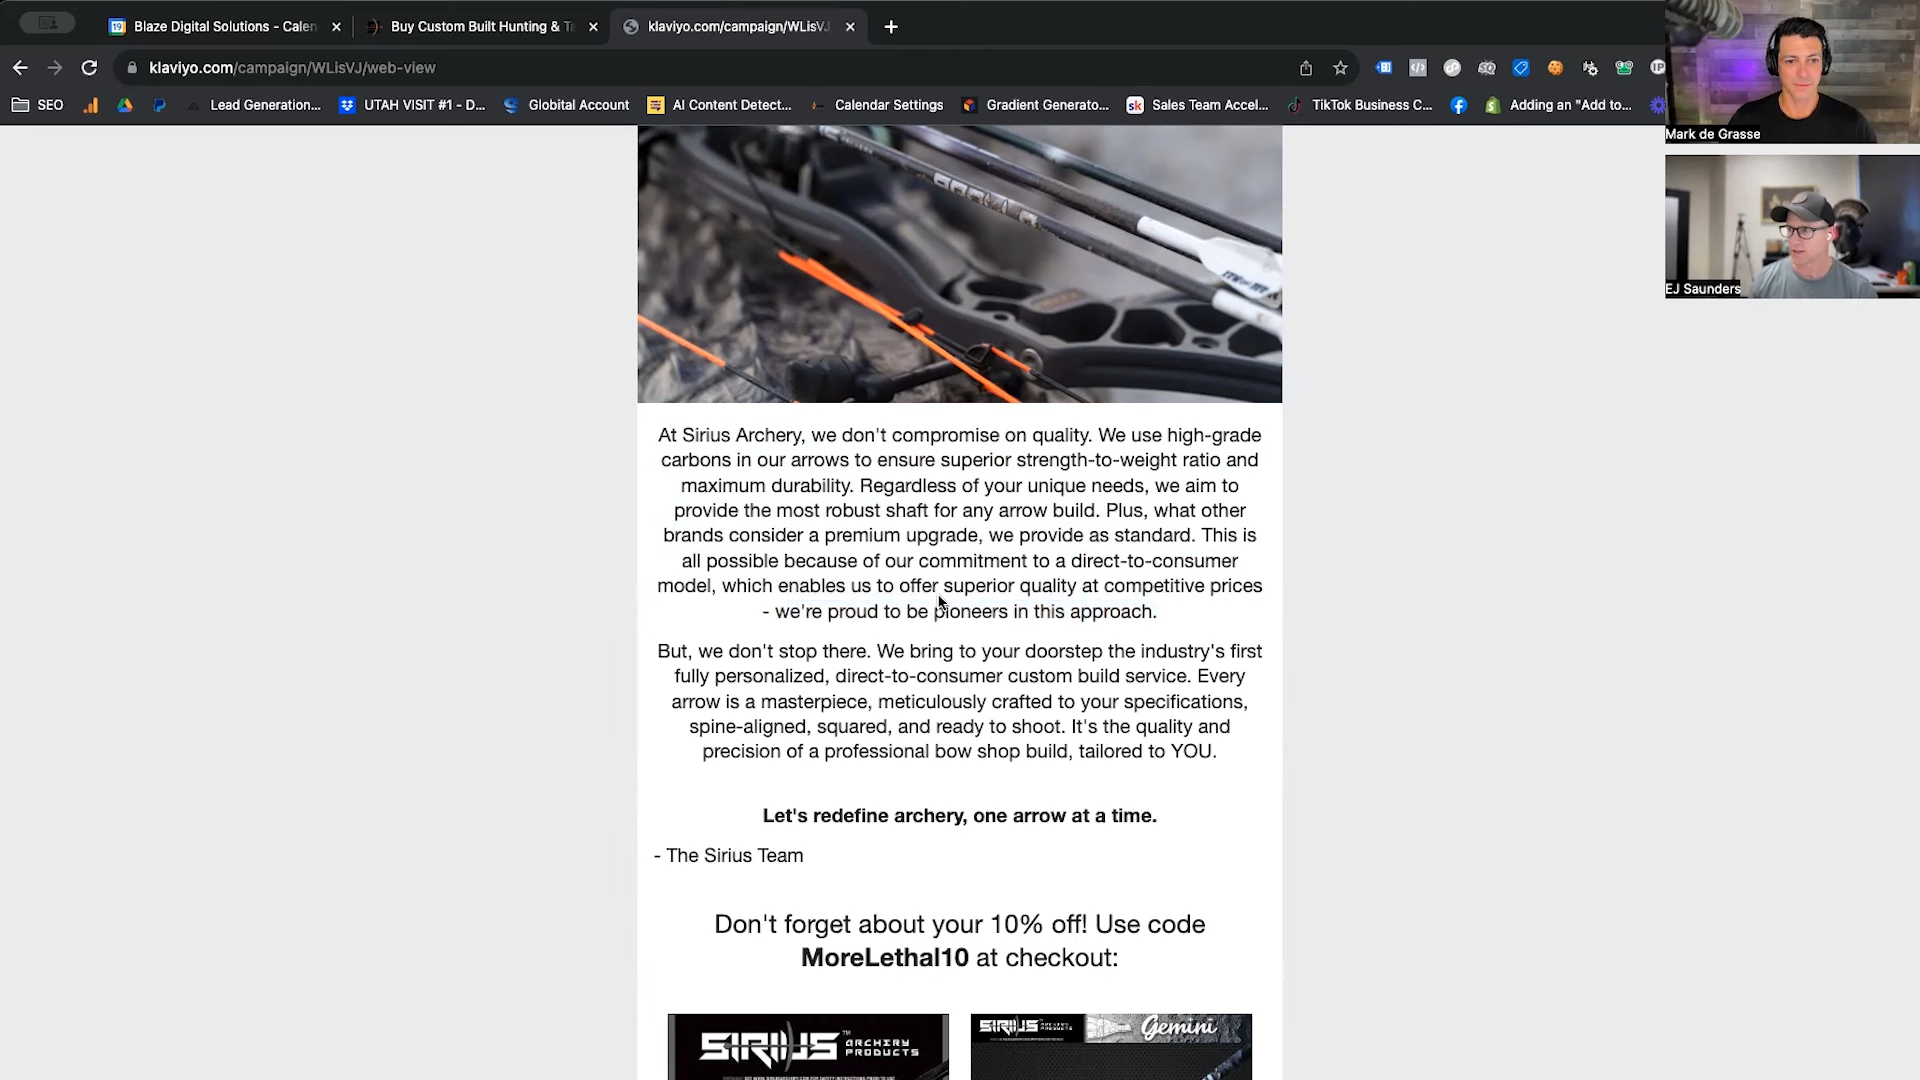 19 Blaze Digital Solutions - Calen
Buy Custom Built Hunting & Ta
klaviyo.com/campaign/WLisVJ
klaviyo.com/campaign/WLisVJ/web-view
SEO
Lead Generation...
UTAH VISIT #1 - D...
Globital Account
AI Content Detect...
Calendar Settings
Gradient Generato...
sk Sales Team Accel...
TikTok Business C...
Adding an "Add to...
Mark de Grasse
EJ Saunders
At Sirius Archery, we don't compromise on quality. We use high-grade
carbons in our arrows to ensure superior strength-to-weight ratio and
maximum durability. Regardless of your unique needs, we aim to
provide the most robust shaft for any arrow build. Plus, what other
brands consider a premium upgrade, we provide as standard. This is
all possible because of our commitment to a direct-to-consumer
model, which enables us to offer superior quality at competitive prices
- we're proud to be pioneers in this approach.
But, we don't stop there. We bring to your doorstep the industry's first
fully personalized, direct-to-consumer custom build service. Every
arrow is a masterpiece, meticulously crafted to your specifications,
spine-aligned, squared, and ready to shoot. It's the quality and
precision of a professional bow shop build, tailored to YOU.
Let's redefine archery, one arrow at a time.
- The Sirius Team
Don't forget about your 10% off! Use code
MoreLethal10 at checkout:
SIRIUS™ ARCHERY
PRODUCTS
SIRIUS ARCHERY
PRODUCTS
Gemini